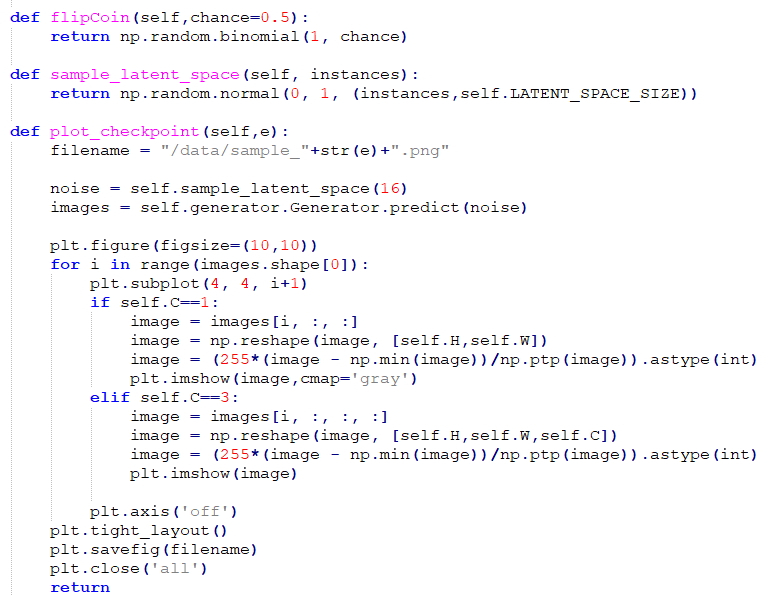 def flipCoin(self,chance=0.5):
    return np.random.binomial(1, chance)

def sample_latent_space(self, instances):
    return np.random.normal(0, 1, (instances,self.LATENT_SPACE_SIZE))

def plot_checkpoint(self,e):
    filename = "/data/sample_"+str(e)+".png"

    noise = self.sample_latent_space(16)
    images = self.generator.Generator.predict(noise)

    plt.figure(figsize=(10,10))
    for i in range(images.shape[0]):
        plt.subplot(4, 4, i+1)
        if self.C==1:
            image = images[i, :, :]
            image = np.reshape(image, [self.H,self.W])
            image = (255*(image - np.min(image))/np.ptp(image)).astype(int)
            plt.imshow(image,cmap='gray')
        elif self.C==3:
            image = images[i, :, :, :]
            image = np.reshape(image, [self.H,self.W,self.C])
            image = (255*(image - np.min(image))/np.ptp(image)).astype(int)
            plt.imshow(image)

        plt.axis('off')
    plt.tight_layout()
    plt.savefig(filename)
    plt.close('all')
    return